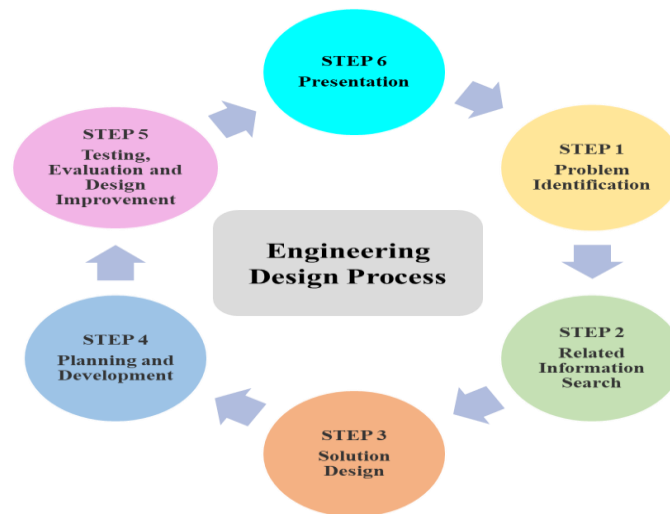 STEP 6
Presentation
STEP 1
Problem
Identification
STEP 2
Related
Information
Search
STEP 3
Solution
Design
STEP 4
Planning and
Development
STEP 5
Testing,
Evaluation and
Design
Improvement
Engineering
Design Process